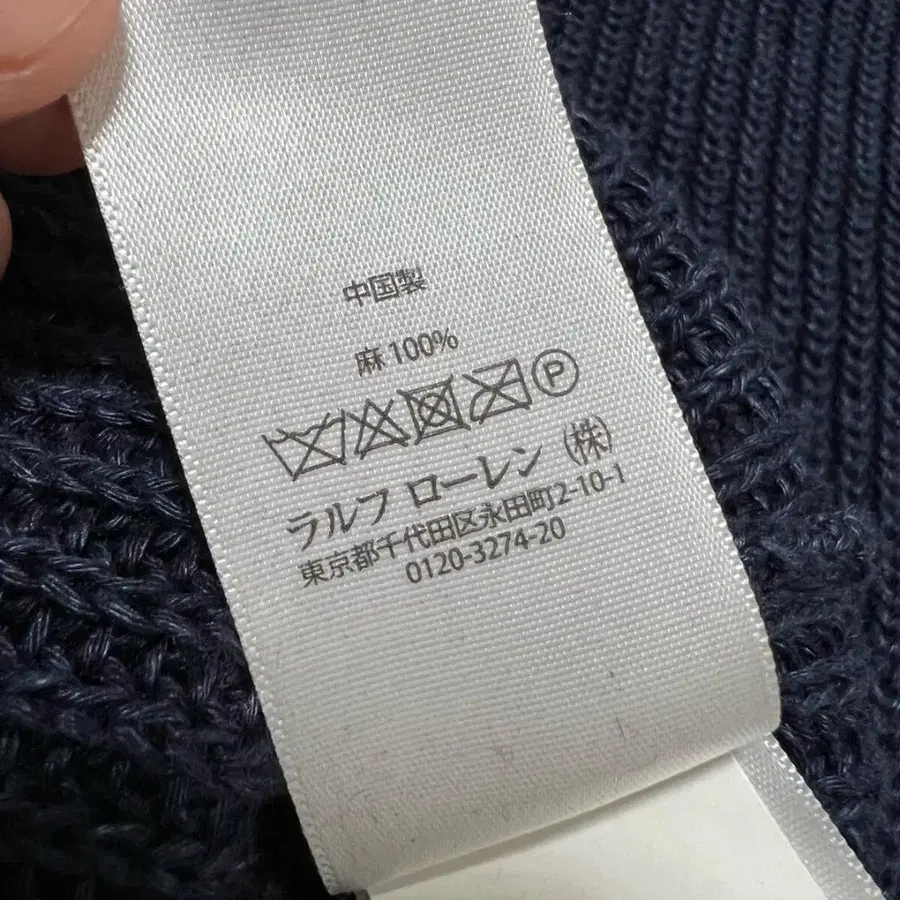 中国製
麻 100%
P
ラルフ ローレン (株)
東京都千代田区永田町2-10-1
0120-3274-20